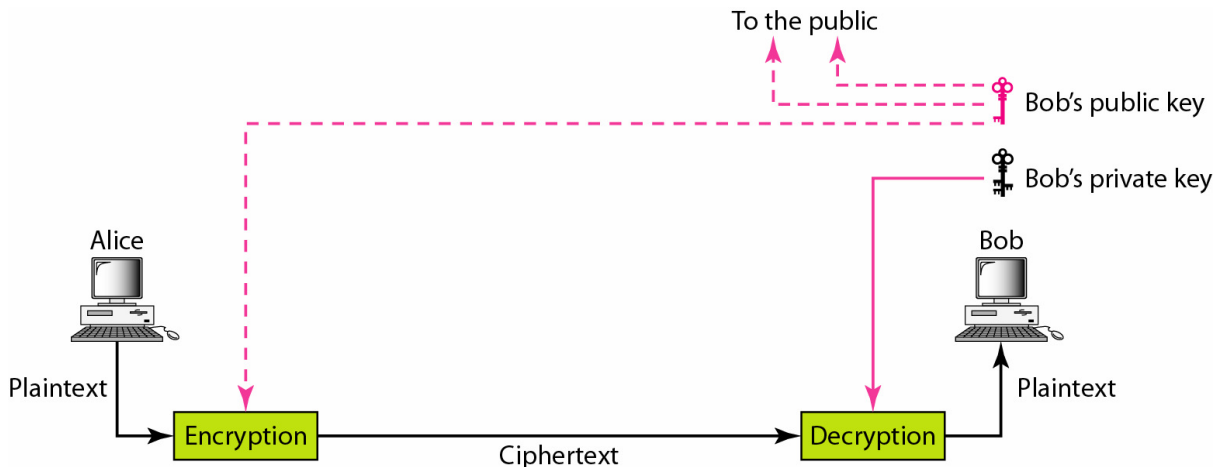 To the public
Bob’s public key
Bob’s private key
Alice
Bob
Plaintext
Plaintext
Encryption
Decryption
Ciphertext